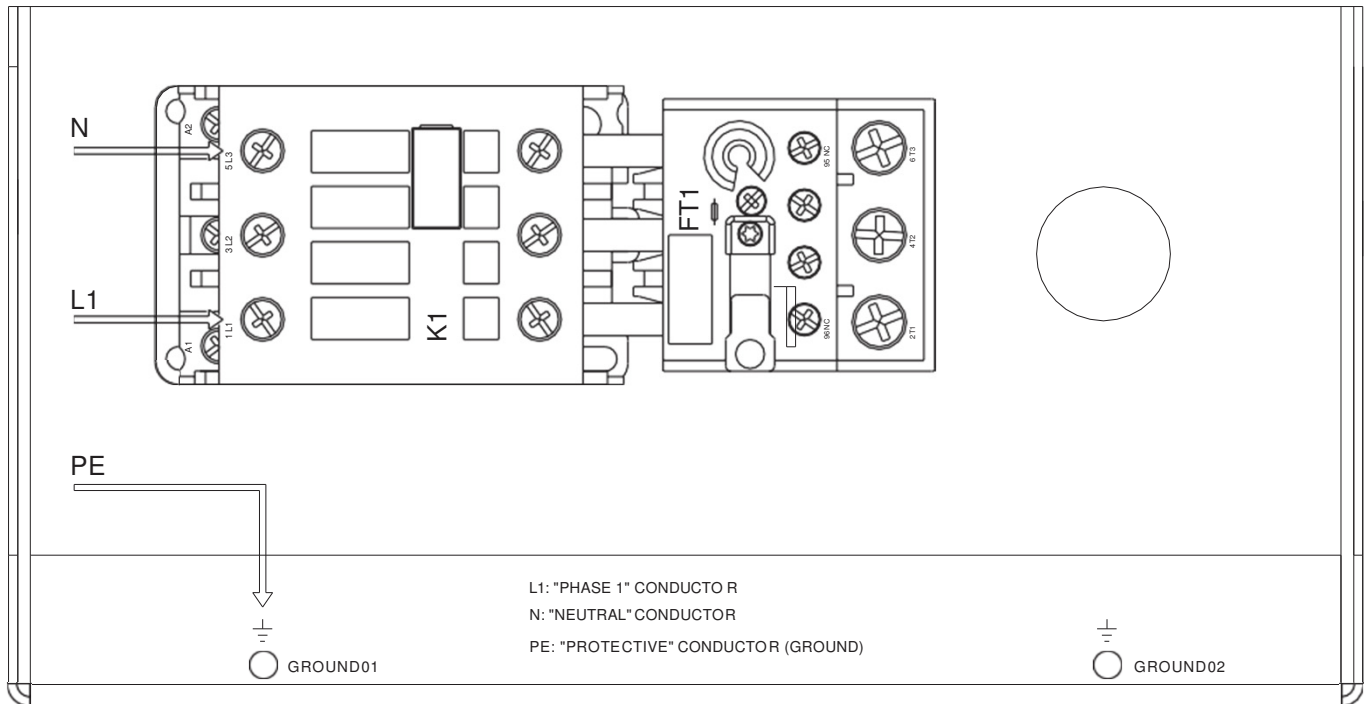 N
A2
5 L3
95 NC
6 T3
FT1
3 L2
4 T2
L1
1 L1
K1
96NC
2 T1
A1
PE
L1: "PHASE 1" CONDUCTO R
N: "NEUTRAL" CONDUCTOR
PE: "PROTECTIVE" CONDUCTOR (GROUND)
GROUND01
GROUND02